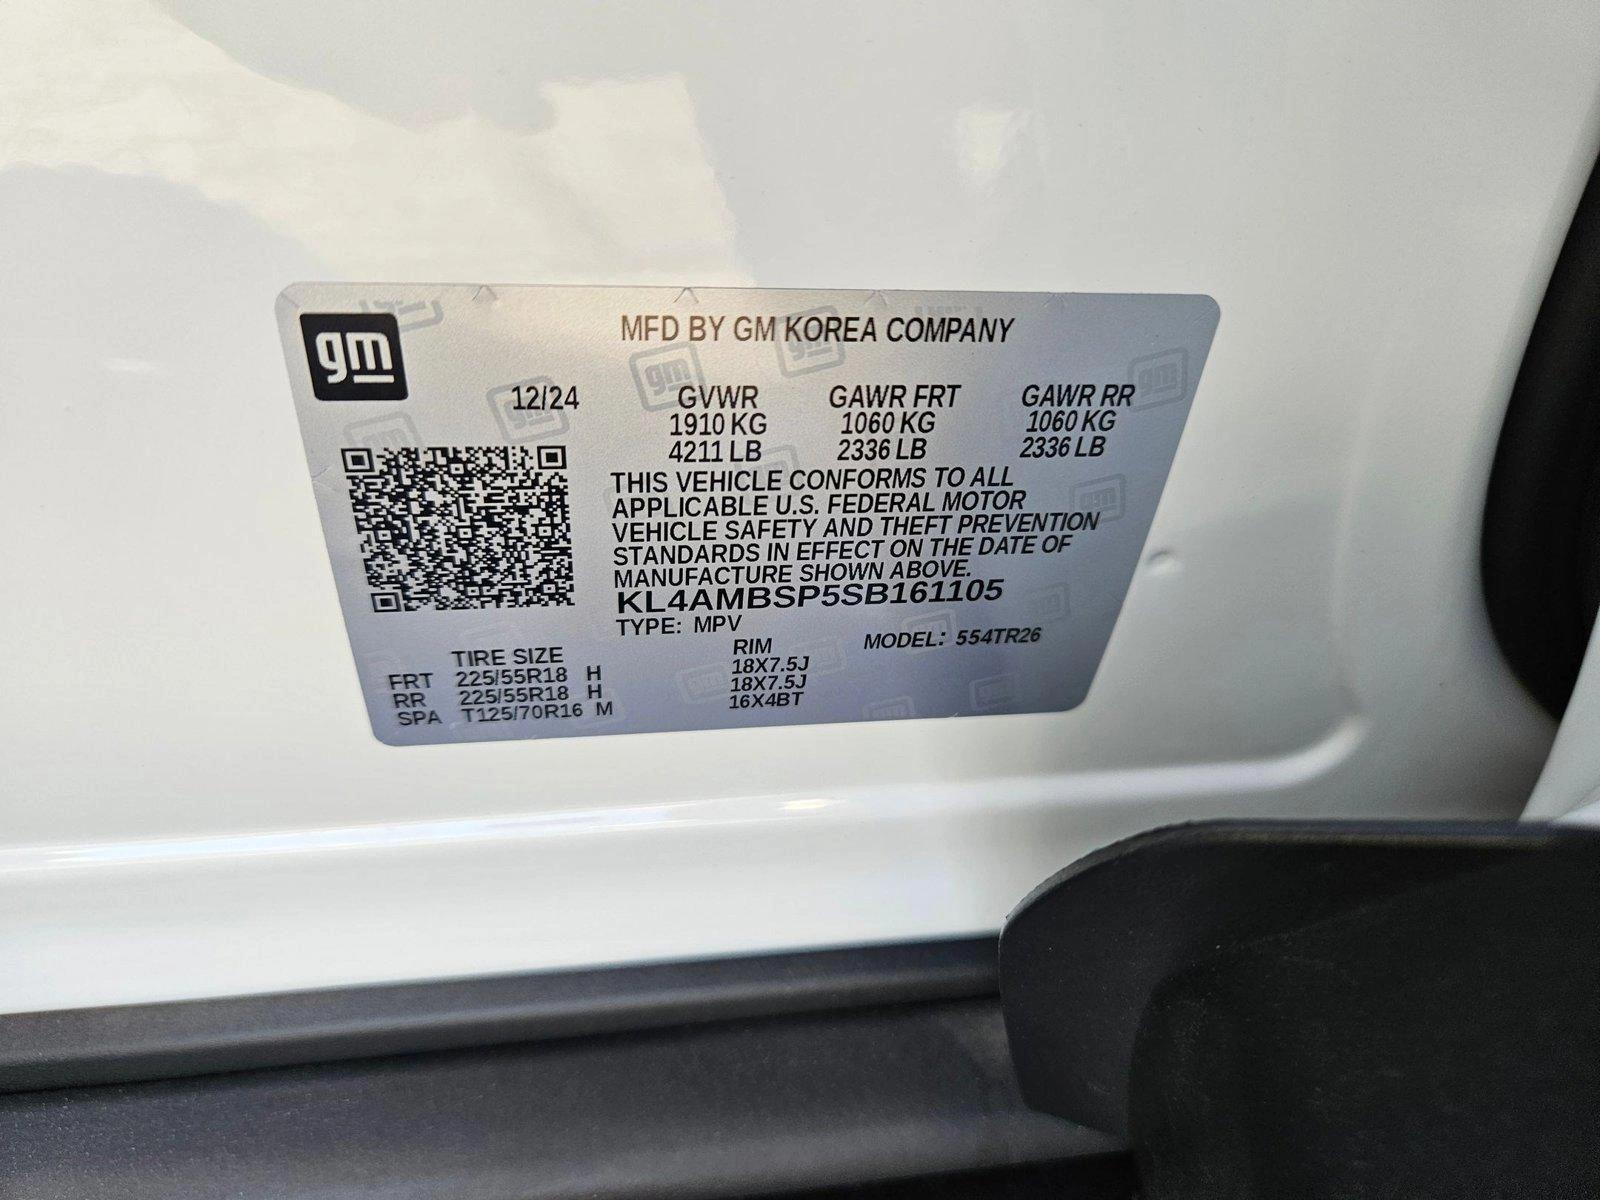 gm
MFD BY GM KOREA COMPANY
12/24 GVWR GAWR FRT GAWR RR
1910 KG 1060 KG 1060 KG
4211 LB 2336 LB 2336 LB
THIS VEHICLE CONFORMS TO ALL
APPLICABLE U.S. FEDERAL MOTOR
VEHICLE SAFETY AND THEFT PREVENTION
STANDARDS IN EFFECT ON THE DATE OF
MANUFACTURE SHOWN ABOVE.
KL4AMBSP5SB161105
TYPE: MPV MODEL: 554TR26
TIRE SIZE RIM
FRT 225/55R18 H 18X7.5J
RR 225/55R18 H 18X7.5J
SPA T125/70R16 M 16X4BT